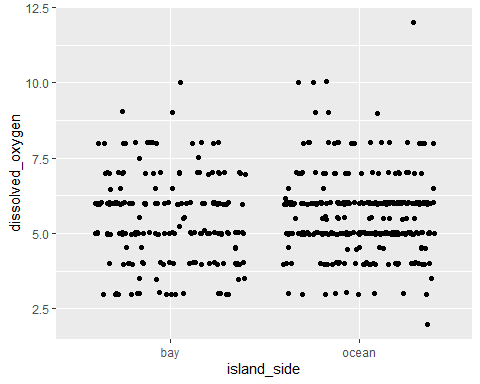 12.5
10.0
7.5
5.0
2.5
dissolved_oxygen
bay
ocean
island_side